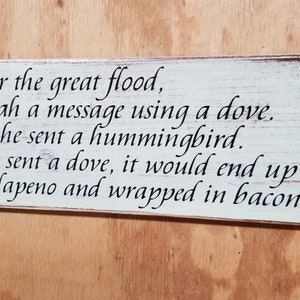 r the great flood,
ah a message using a dove.
he sent a hummingbird.
sent a dove, it would end up
lapeno and wrapped in bacon